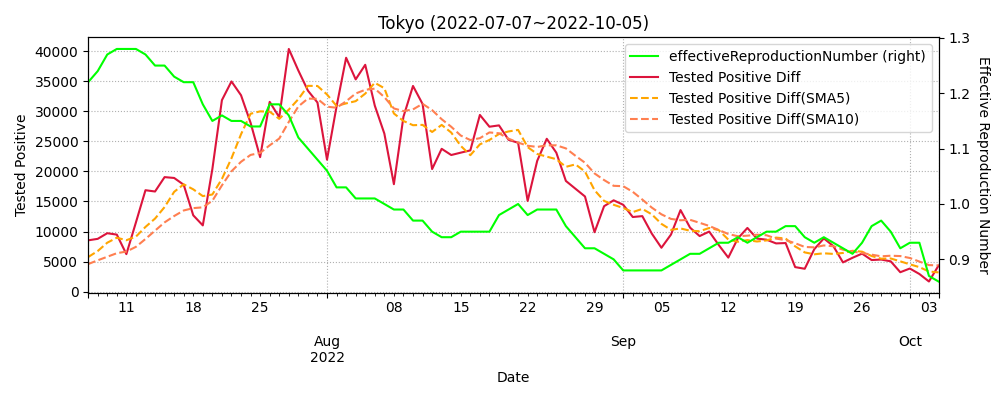 Tokyo (2022-07-07~2022-10-05)
effectiveReproductionNumber (right)
Tested Positive Diff
Tested Positive Diff(SMA5)
Tested Positive Diff(SMA10)
Tested Positive
40000
35000
30000
25000
20000
15000
10000
5000
0
1.3
1.2
1.1
1.0
0.9
Effective Reproduction Number
11 18 25 08 15 22 29 05 12 19 26 03
Aug Sep Oct
2022
Date